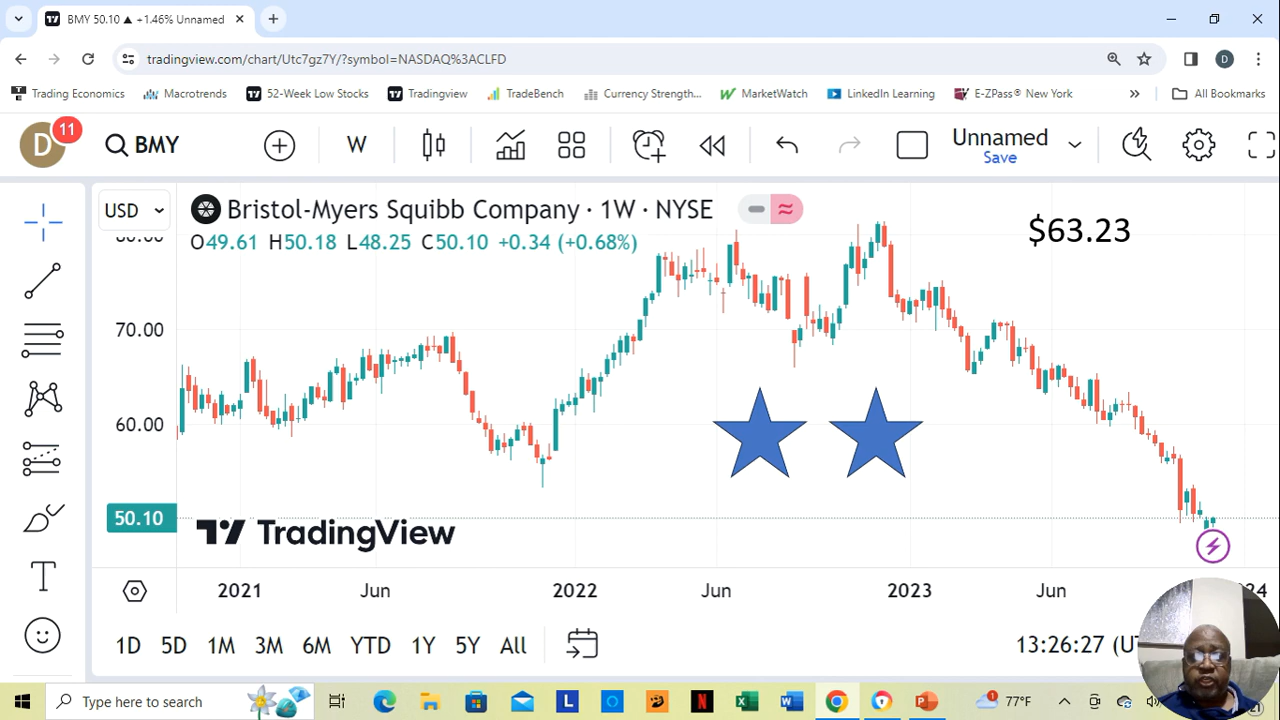 BMY 50.10 ▲ +1.46% Unnamed
tradingview.com/chart/Utc7gz7Y/?symbol=NASDAQ%3ACLFD
D
Trading Economics
Macrotrends
52-Week Low Stocks
Tradingview
TradeBench
Currency Strength...
MarketWatch
LinkedIn Learning
E-ZPass® New York
All Bookmarks
D 11
BMY
W
Unnamed
Save
USD
Bristol-Myers Squibb Company · 1W · NYSE
O49.61 H50.18 L48.25 C50.10 +0.34 (+0.68%)
$63.23
80.00
70.00
60.00
50.10
TradingView
2021 Jun 2022 Jun 2023 Jun
1D 5D 1M 3M 6M YTD 1Y 5Y All
13:26:27
Type here to search
1
77°F